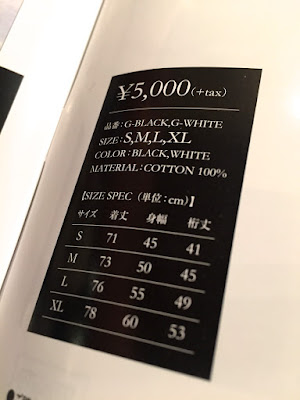 ¥5,000(+tax)
品番:G-BLACK,G-WHITE
SIZE:S,M,L,XL
COLOR:BLACK,WHITE
MATERIAL:COTTON 100%
【SIZE SPEC(単位:cm)】
サイズ 着丈 身幅 裄丈
S 71 45 41
M 73 50 45
L 76 55 49
XL 78 60 53